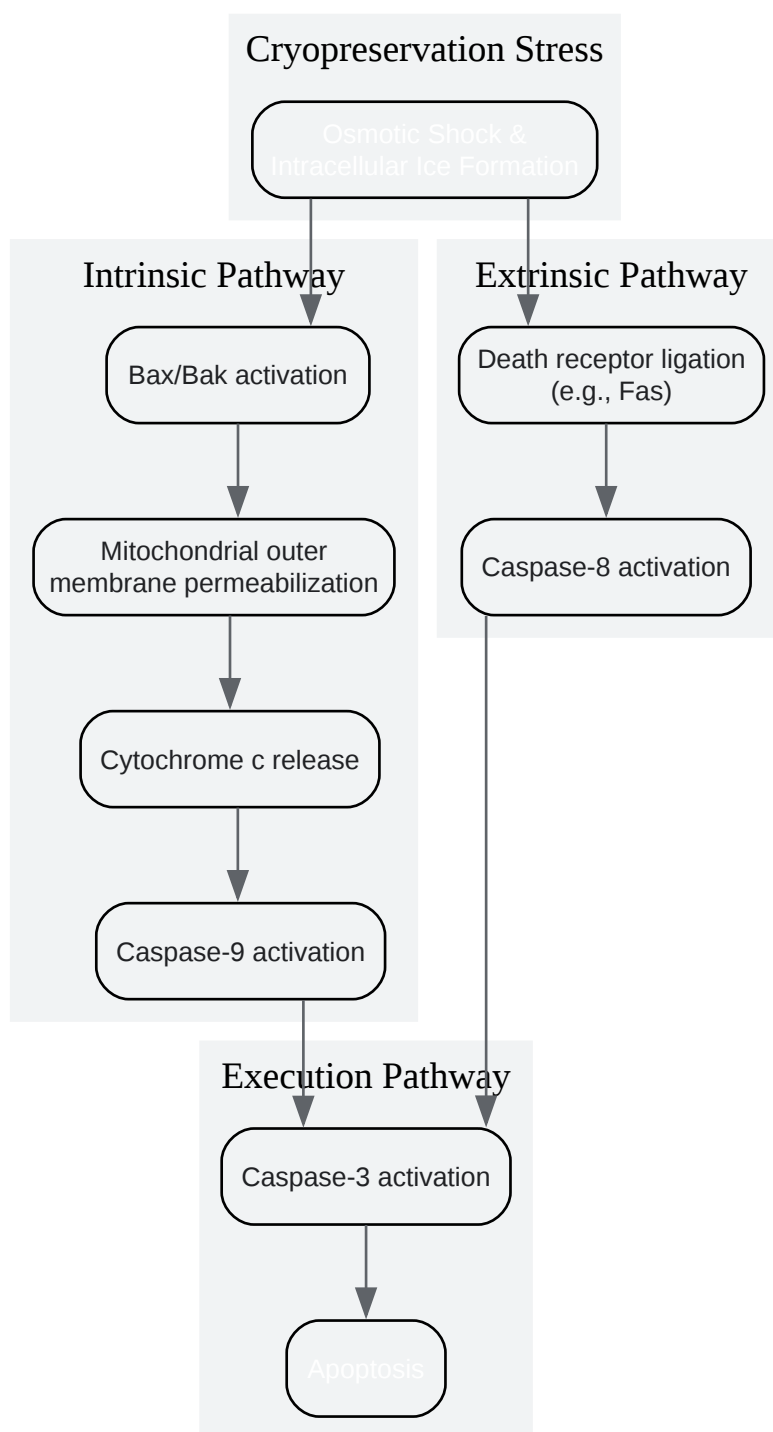 Cryopreservation Stress
Osmotic Shock &
Intracellular Ice Formation
Intrinsic Pathway
Extrinsic Pathway
Bax/Bak activation
Death receptor ligation
(e.g., Fas)
Mitochondrial outer
membrane permeabilization
Caspase-8 activation
Cytochrome c release
Caspase-9 activation
Execution Pathway
Caspase-3 activation
Apoptosis